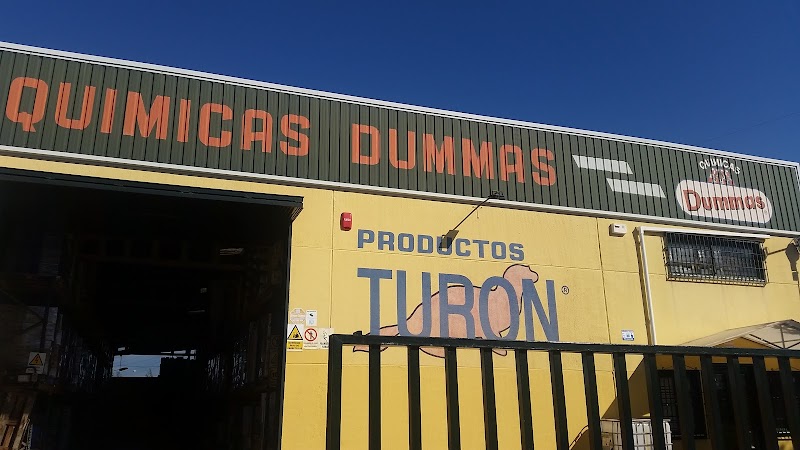 QUIMICAS DUMMAS
QUIMICAS
Dummas
PRODUCTOS
TURON®